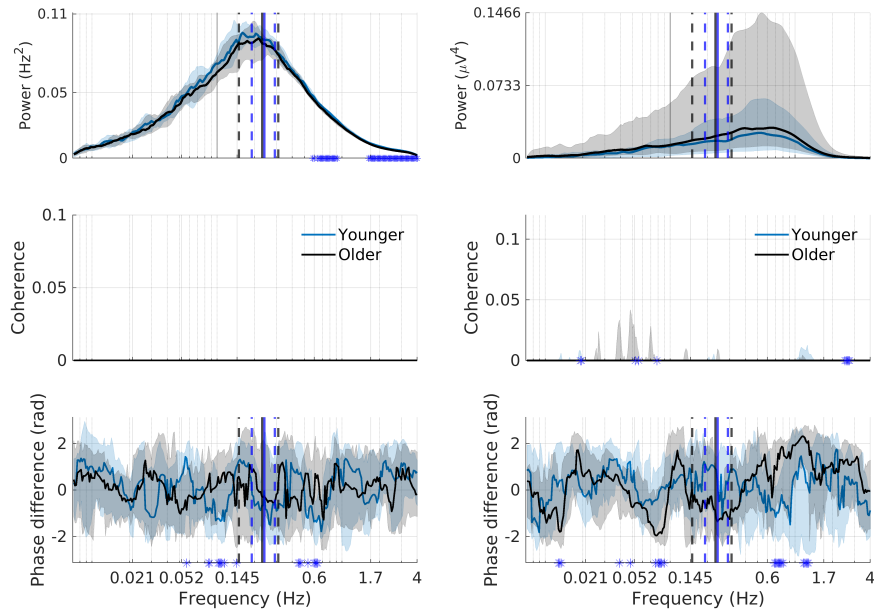 0.11
0.05
0
Power (Hz2)
0.1466
0.0733
0
Power (μV4)
0.1
0.05
0
Coherence
Younger
Older
0.1
0.05
0
Coherence
Younger
Older
2
0
-2
Phase difference (rad)
0.021 0.052 0.145 0.6 1.7 4
Frequency (Hz)
2
0
-2
Phase difference (rad)
0.021 0.052 0.145 0.6 1.7 4
Frequency (Hz)